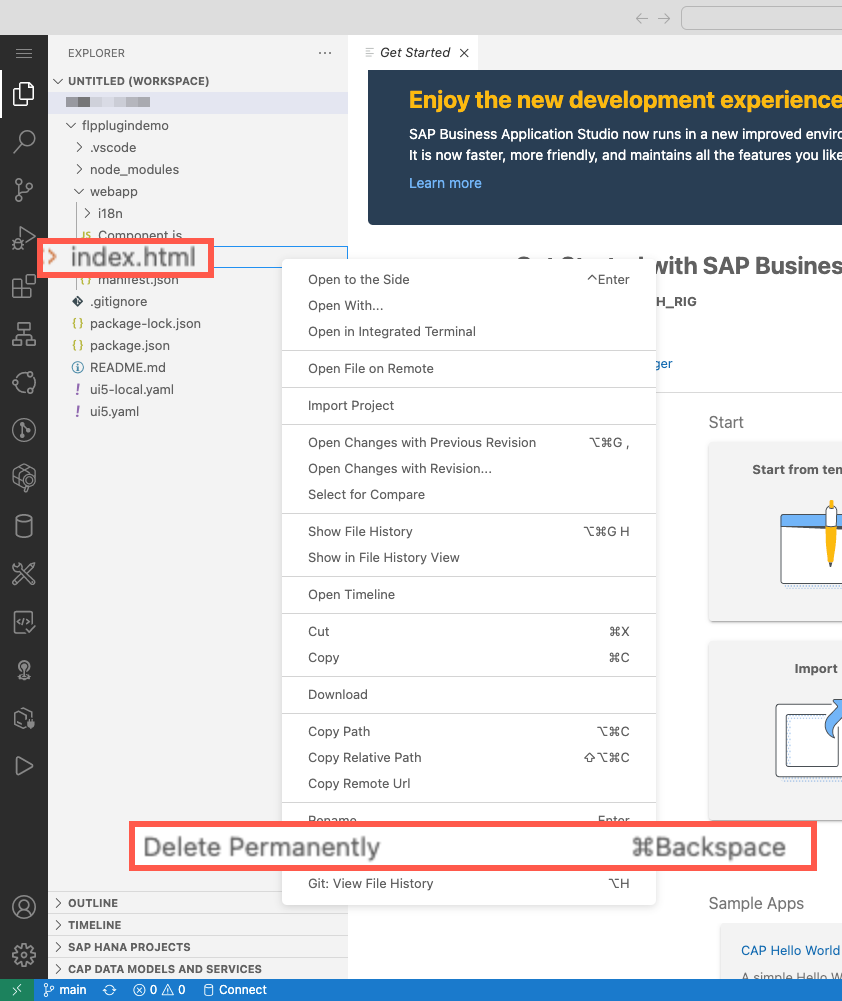 EXPLORER
Get Started
UNTITLED (WORKSPACE)
flpplugindemo
.vscode
node_modules
webapp
i18n
JS Component.js
index.html
{} manifest.json
.gitignore
{} package-lock.json
{} package.json
README.md
! ui5-local.yaml
! ui5.yaml
OUTLINE
TIMELINE
SAP HANA PROJECTS
CAP DATA MODELS AND SERVICES
Enjoy the new development experience
SAP Business Application Studio now runs in a new improved enviro
It is now faster, more friendly, and maintains all the features you like
Learn more
Get Started with SAP Business
H_RIG
ger
Open to the Side ^Enter
Open With...
Open in Integrated Terminal
Open File on Remote
Import Project
Open Changes with Previous Revision ⌥⌘G ,
Open Changes with Revision...
Select for Compare
Show File History ⌥⌘G H
Show in File History View
Open Timeline
Cut ⌘X
Copy ⌘C
Download
Copy Path ⌥⌘C
Copy Relative Path ⇧⌥⌘C
Copy Remote Url
Rename Enter
Delete Permanently ⌘Backspace
Git: View File History ⌥H
Start
Start from tem
Import
Sample Apps
CAP Hello World
A simple Hello W
main 0 0 Connect